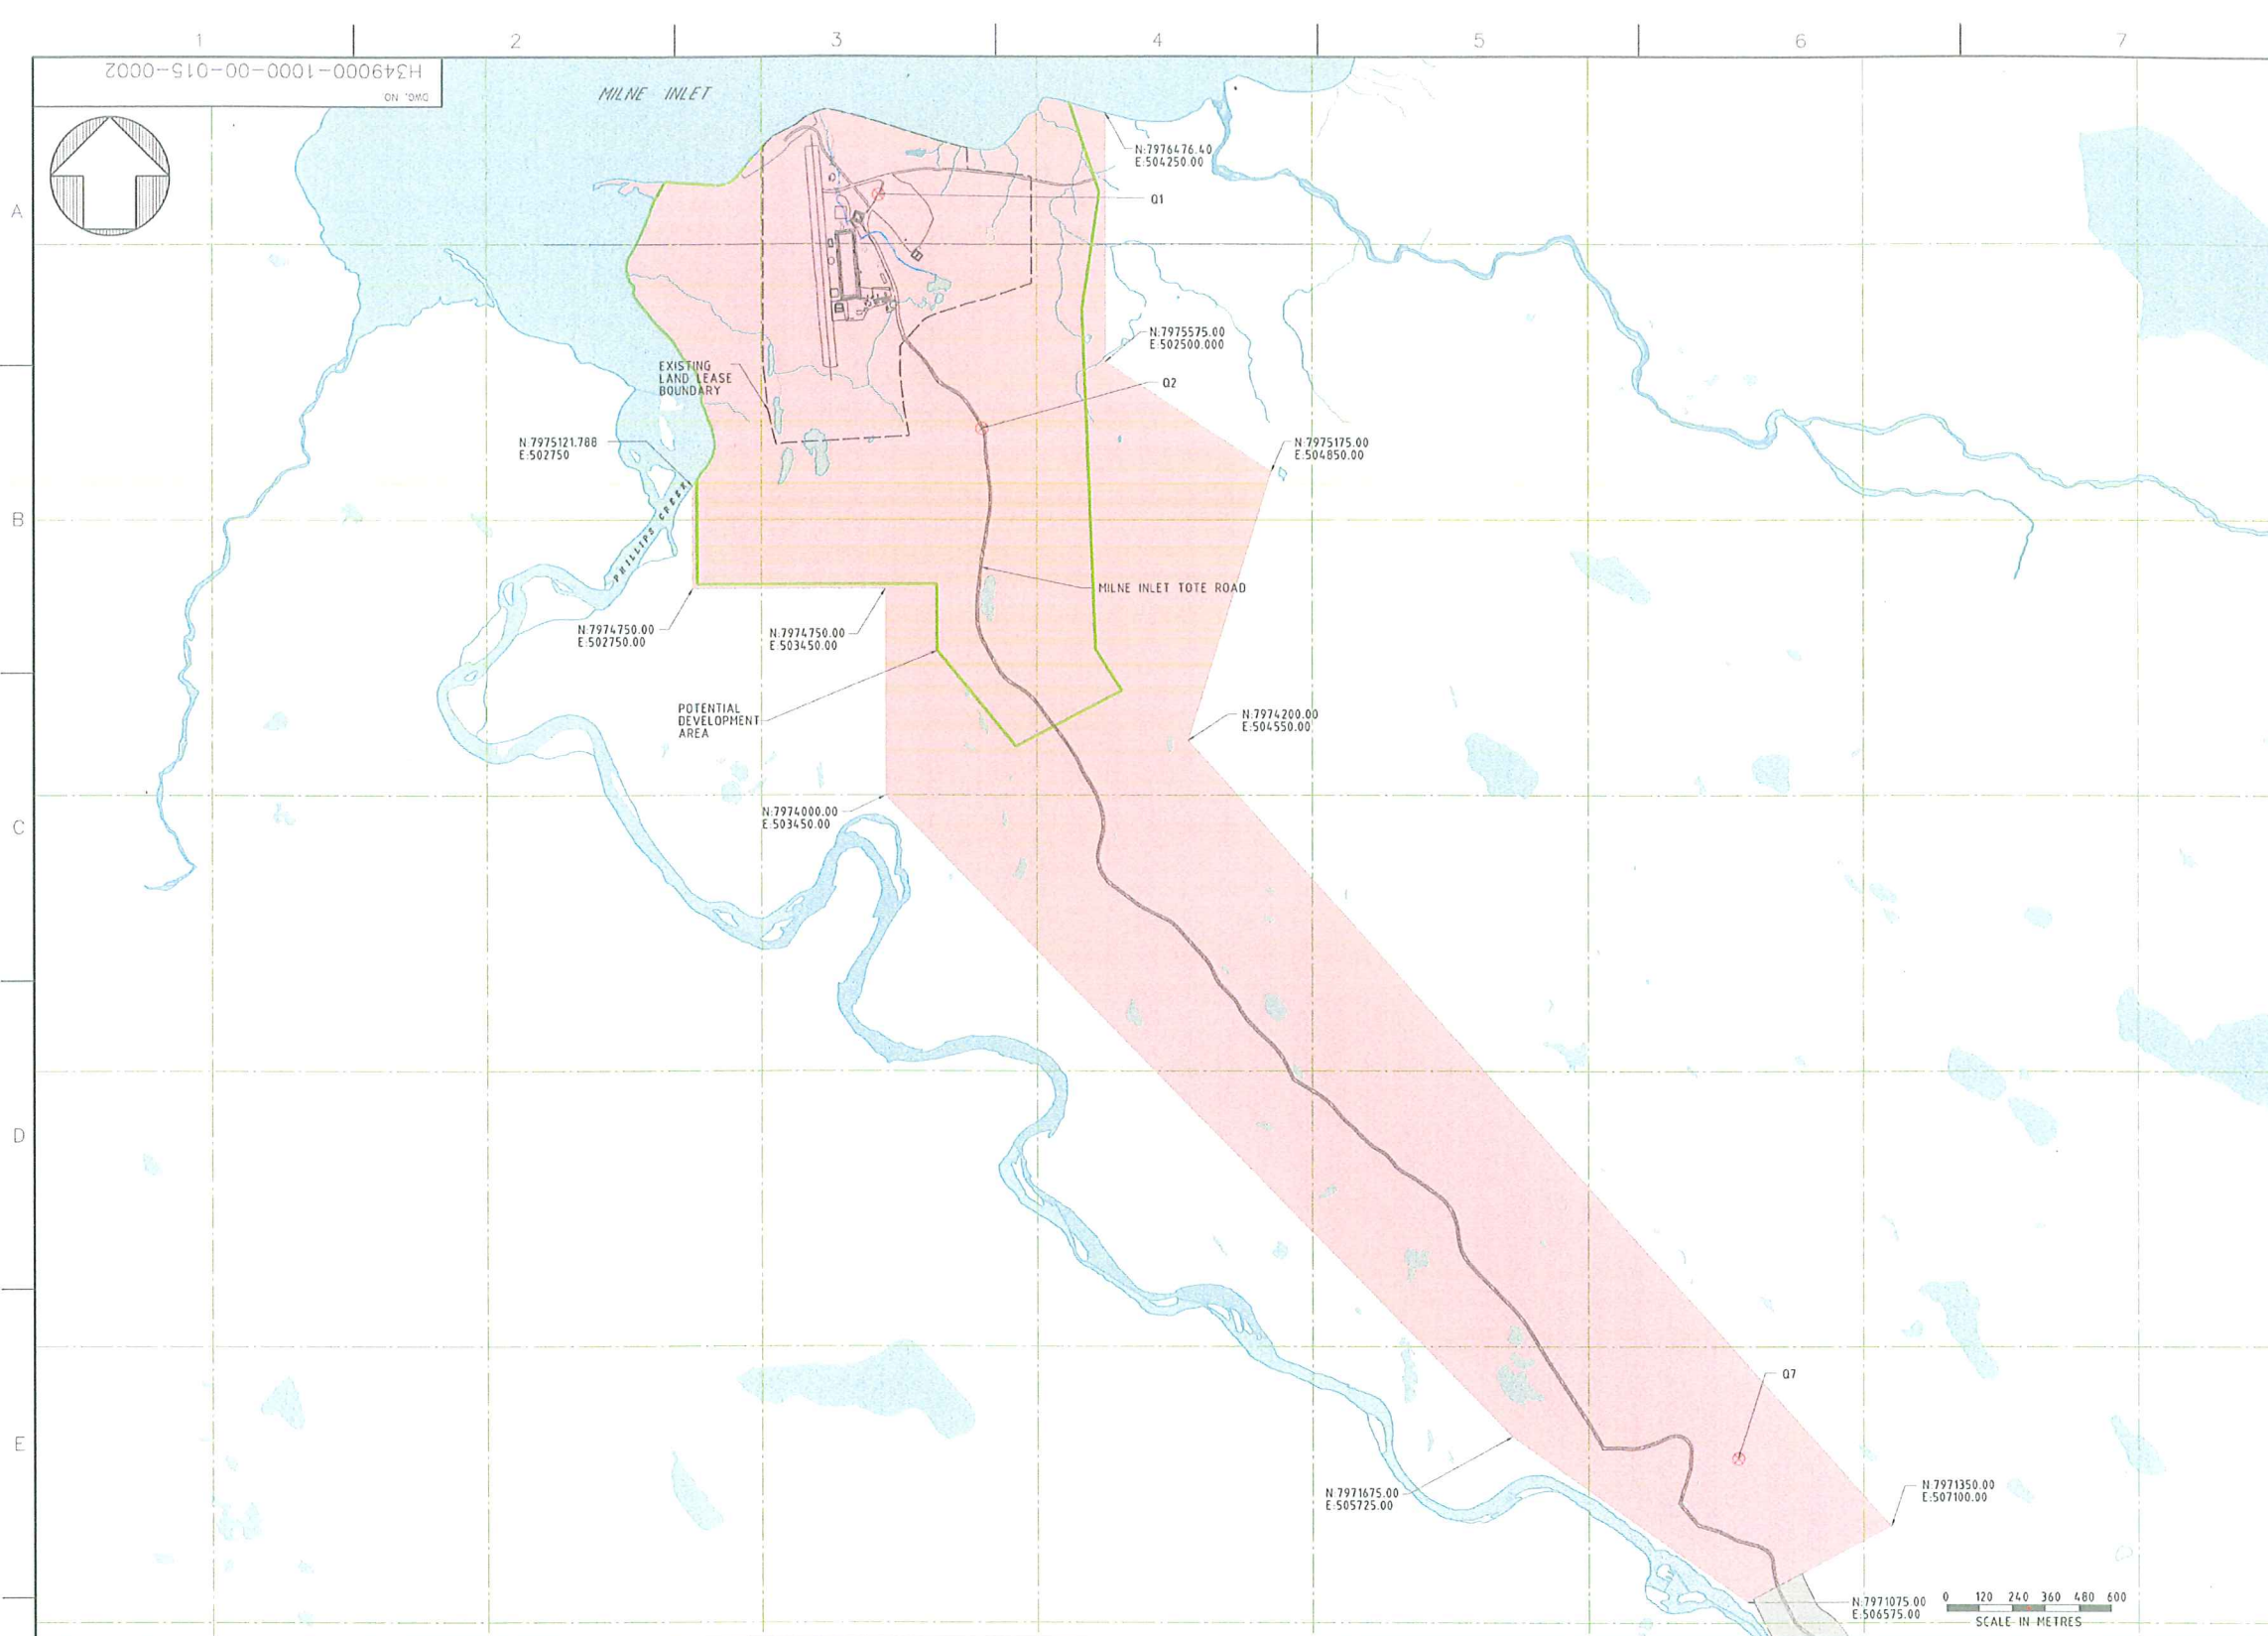 1 2 3 4 5 6 7
H349000-1000-00-015-0002
DWG. NO.
MILNE INLET
N:7976476.40
E:504250.00
Q1
A
N:7975575.00
E:502500.000
EXISTING
LAND LEASE
BOUNDARY
Q2
N:7975121.788
E:502750
N:7975175.00
E:504850.00
PHILLIPS CREEK
B
MILNE INLET TOTE ROAD
N:7974750.00
E:502750.00
N:7974750.00
E:503450.00
POTENTIAL
DEVELOPMENT
AREA
N:7974200.00
E:504550.00
N:7974000.00
E:503450.00
C
D
Q7
E
N:7971675.00
E:505725.00
N:7971350.00
E:507100.00
N:7971075.00
E:506575.00
0 120 240 360 480 600
SCALE IN METRES